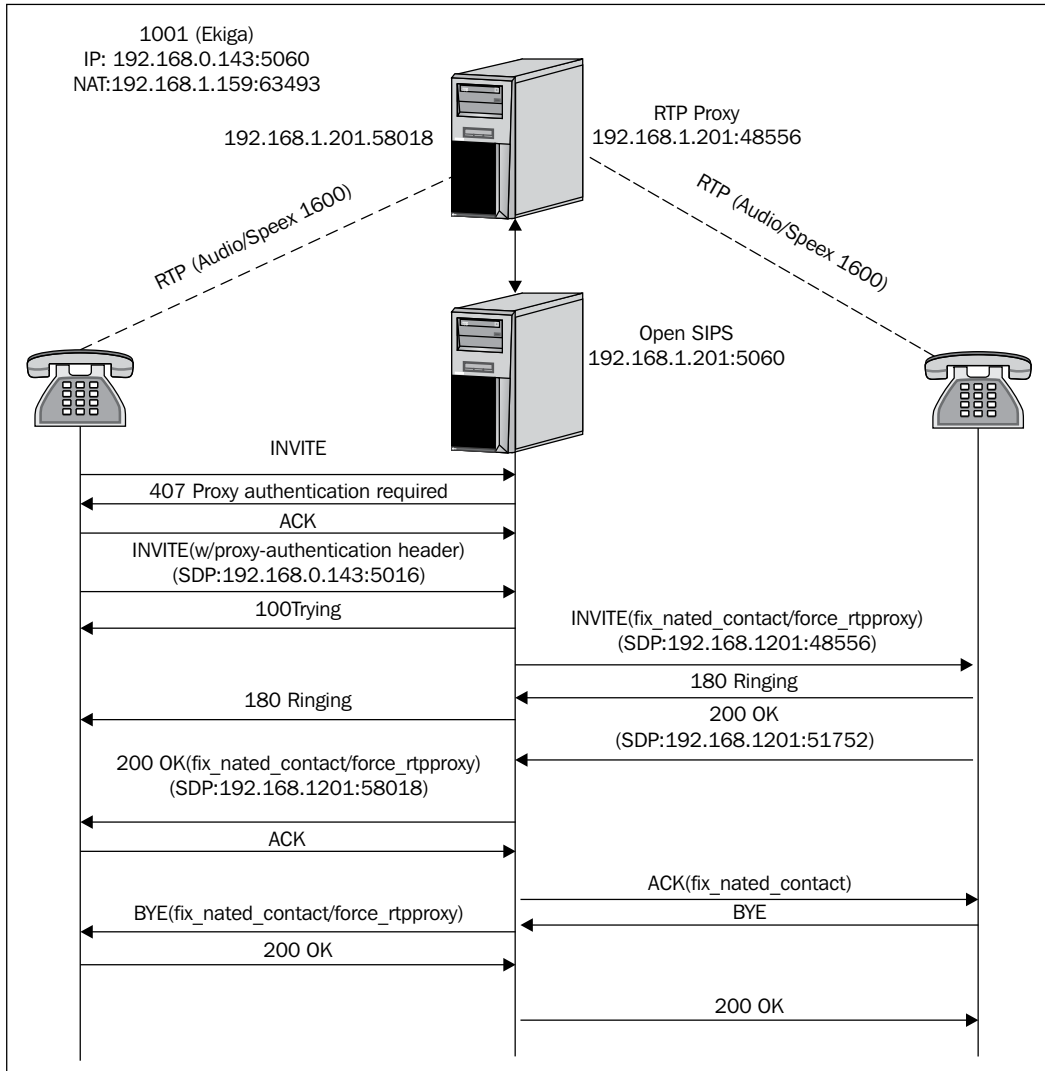 1001 (Ekiga)
IP: 192.168.0.143:5060
NAT:192.168.1.159:63493
192.168.1.201.58018
RTP Proxy
192.168.1.201:48556
RTP (Audio/Speex 1600)
RTP (Audio/Speex 1600)
Open SIPS
192.168.1.201:5060
INVITE
407 Proxy authentication required
ACK
INVITE(w/proxy-authentication header)
(SDP:192.168.0.143:5016)
100Trying
INVITE(fix_nated_contact/force_rtpproxy)
(SDP:192.168.1201:48556)
180 Ringing
180 Ringing
200 OK
(SDP:192.168.1201:51752)
200 OK(fix_nated_contact/force_rtpproxy)
(SDP:192.168.1201:58018)
ACK
ACK(fix_nated_contact)
BYE
BYE(fix_nated_contact/force_rtpproxy)
200 OK
200 OK